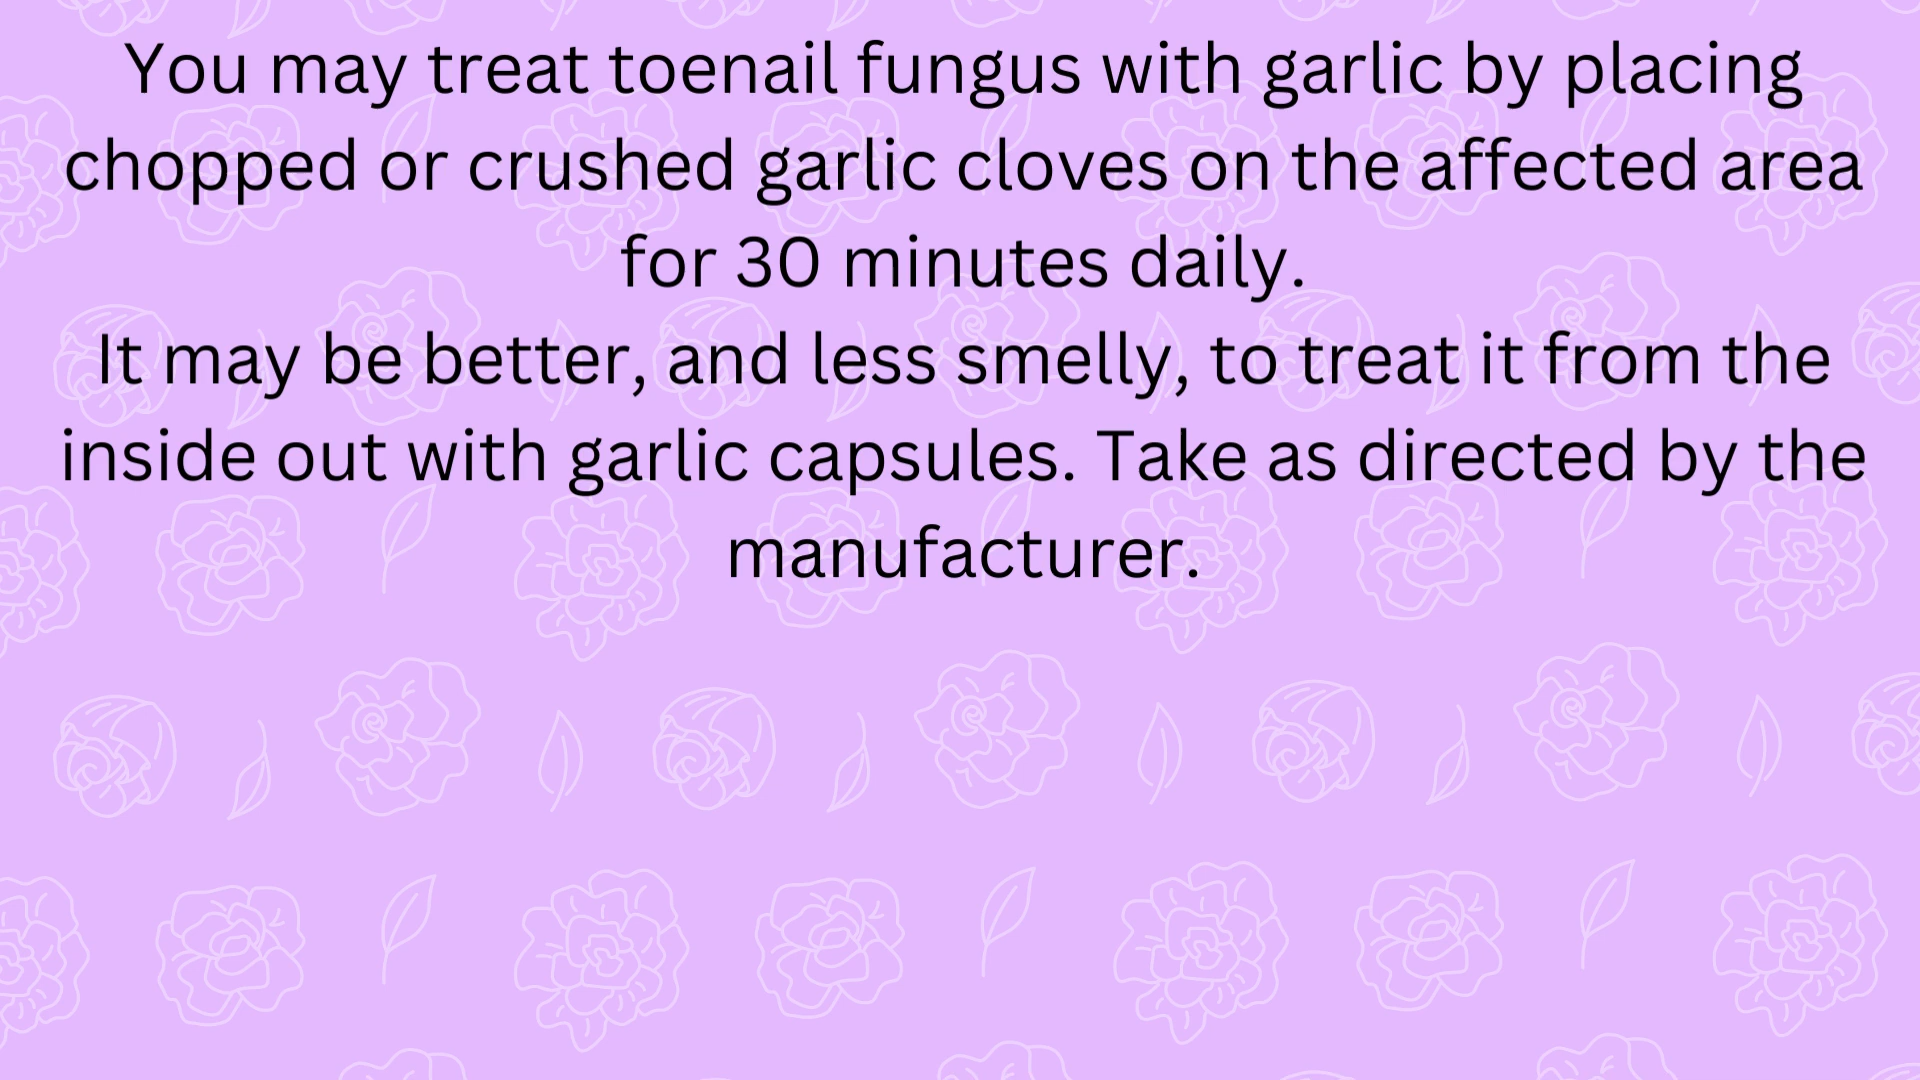 You may treat toenail fungus with garlic by placing
chopped or crushed garlic cloves on the affected area
for 30 minutes daily.
It may be better, and less smelly, to treat it from the
inside out with garlic capsules. Take as directed by the
manufacturer.